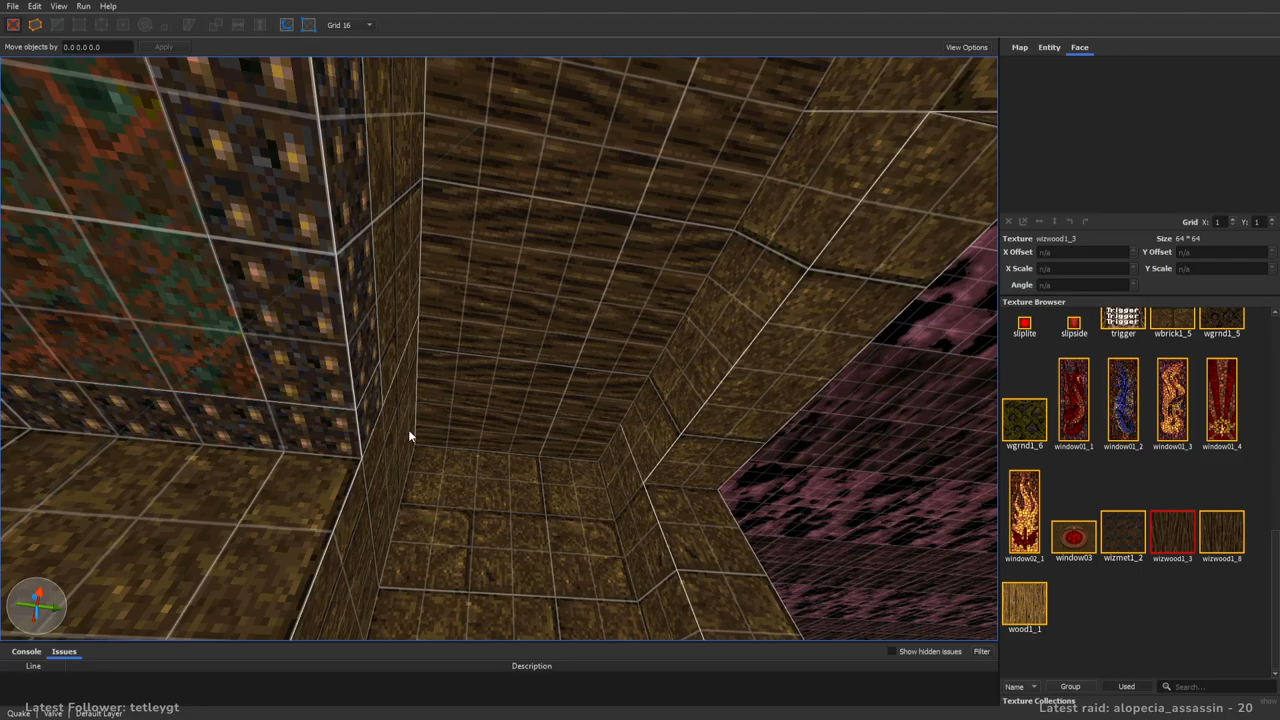 File Edit View Run Help
Grid 16
Move objects by 0.0 0.0 0.0 Apply View Options
Map Entity Face
Grid X: 1 Y: 1
Texture wizwood1_3 Size 64 * 64
X Offset n/a Y Offset n/a
X Scale n/a Y Scale n/a
Angle n/a
Texture Browser
Trigger
Trigger
Trigger
sliplite slipside trigger wbrick1_5 wgrnd1_5
wgrnd1_6 window01_1 window01_2 window01_3 window01_4
window02_1 window03 wizmet1_2 wizwood1_3 wizwood1_8
wood1_1
Console Issues Show hidden issues Filter
Line Description
Name Group Used Search...
Texture Collections show
Latest Follower: tetleygt
Latest raid: alopecia_assassin - 20
Quake Valve Default Layer